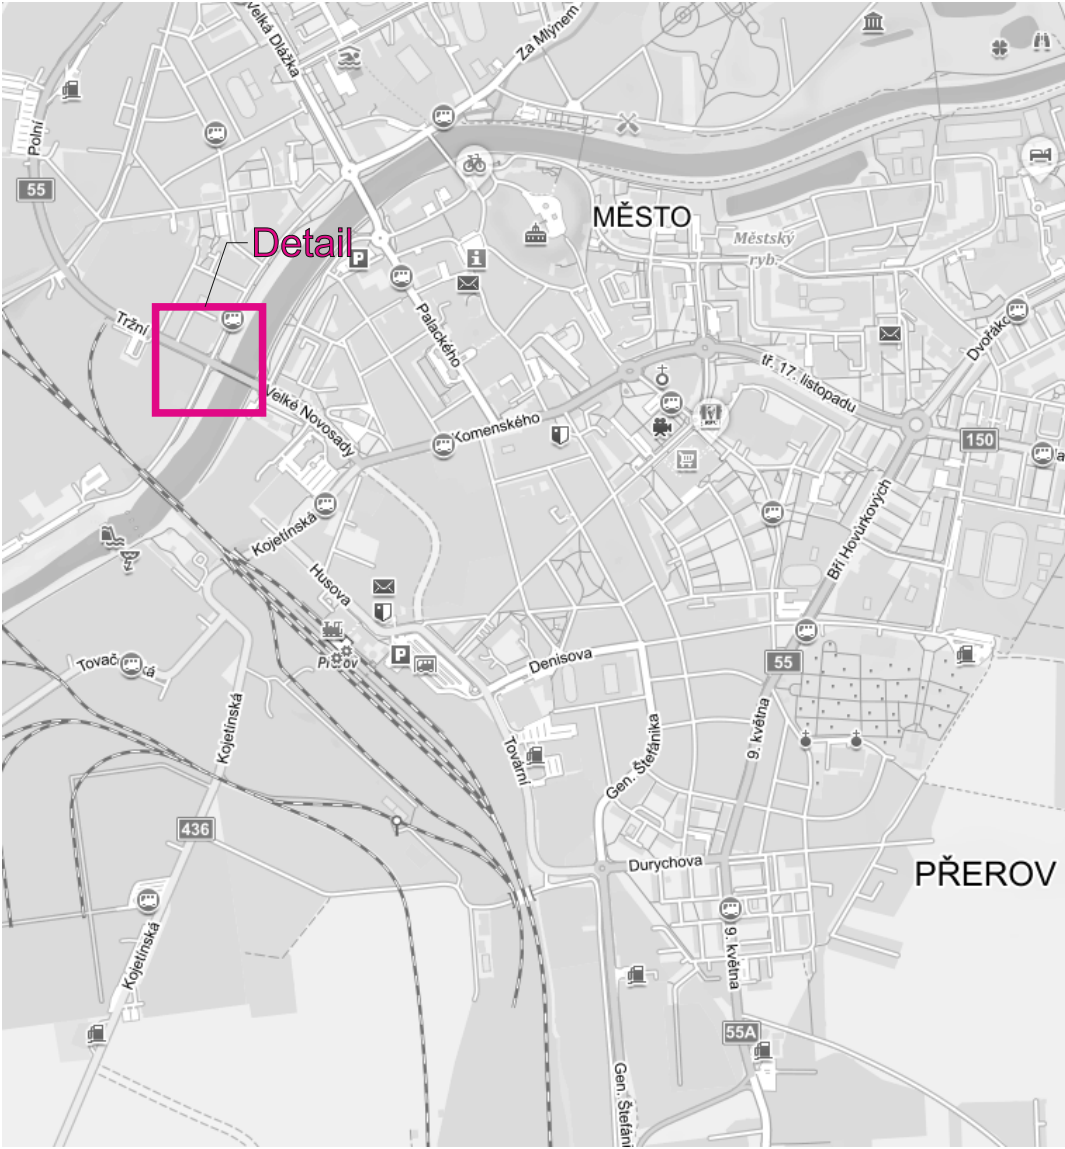 Velká Dlážka
Za Mlýnem
Polní
55
MĚSTO
Detail
P
i
Městský
ryb.
Tržní
Palackého
Dvořáko
tř. 17. listopadu
Velké Novosady
Komenského
150
Kojetínská
Bří Hovůrkových
Husova
P
Denisova
55
Tovačovská
Kojetínská
9. května
Gen. Štefánika
Tovární
436
Durychova
PŘEROV
Kojetínská
9. května
55A
Gen. Štefáni